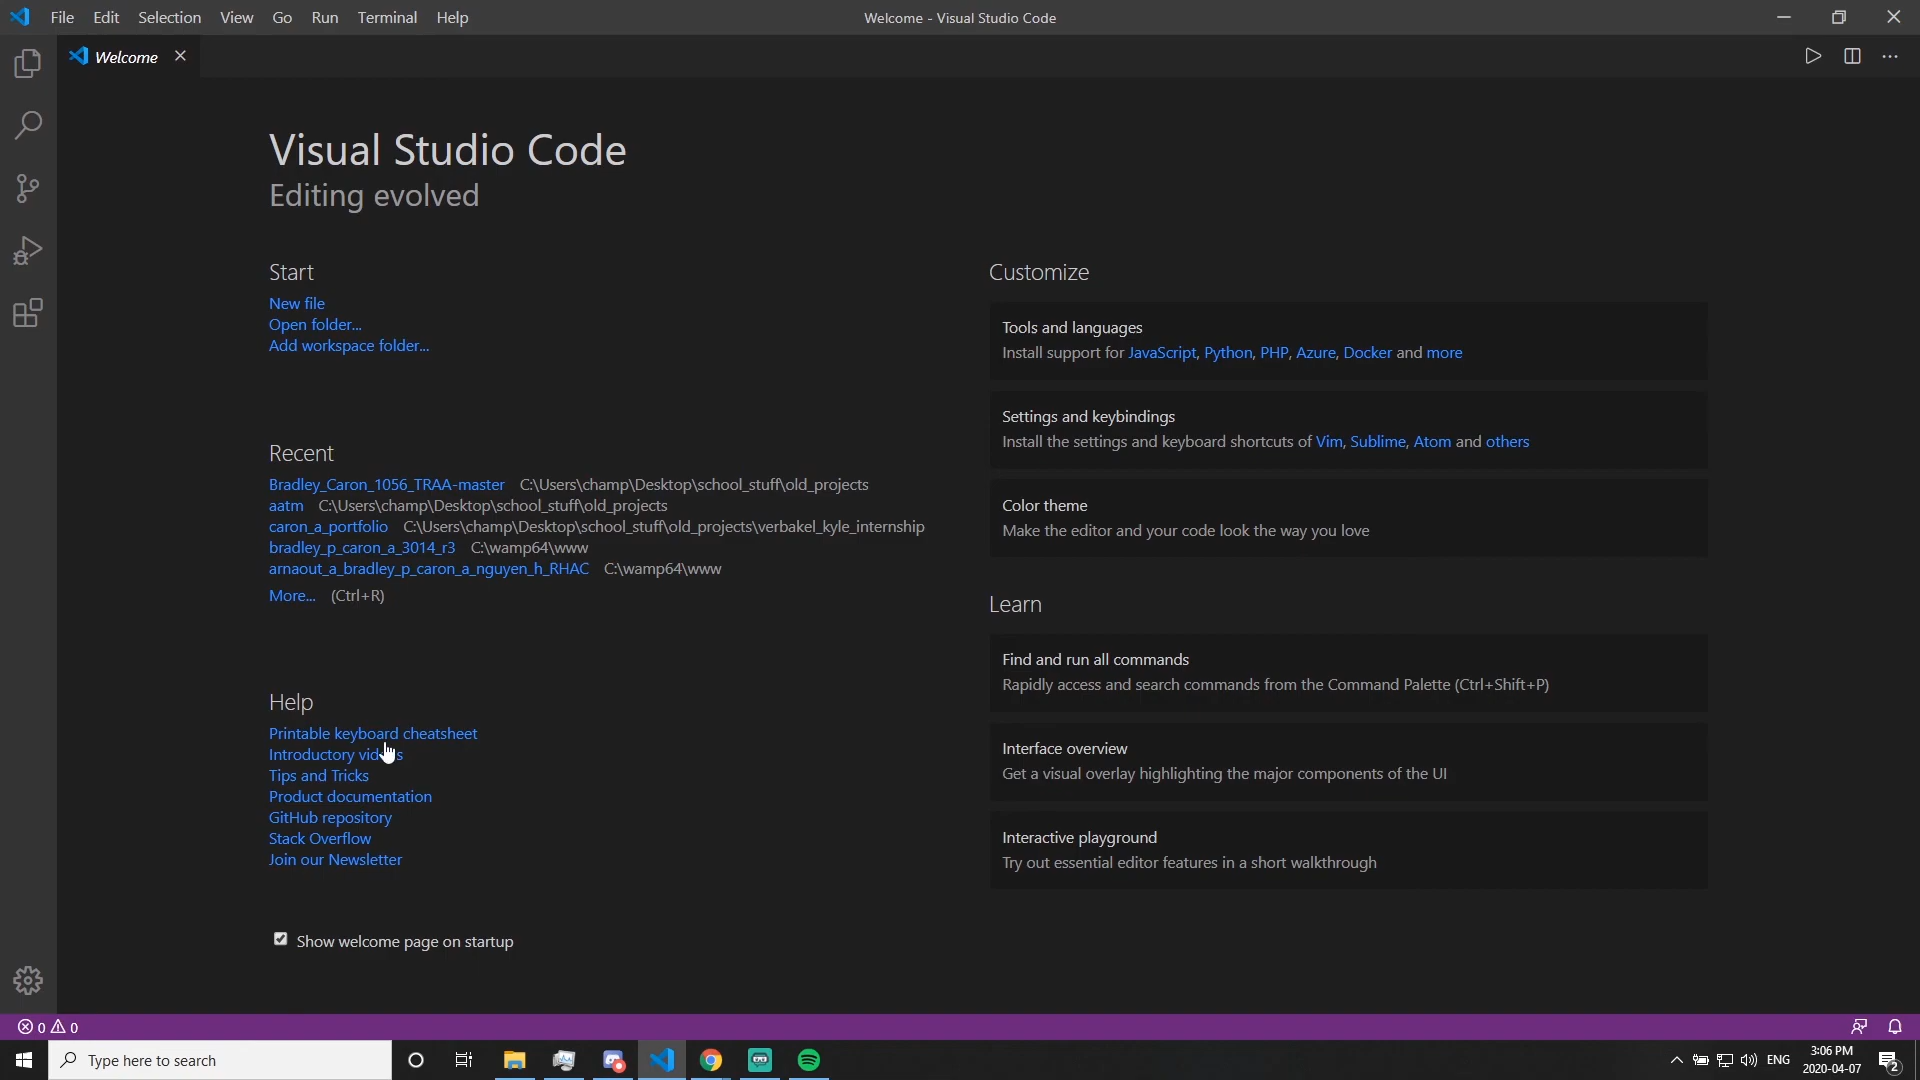 File Edit Selection View Go Run Terminal Help
Welcome - Visual Studio Code
Welcome
Visual Studio Code
Editing evolved
Start
New file
Open folder...
Add workspace folder...
Recent
Bradley_Caron_1056_TRAA-master C:\Users\champ\Desktop\school_stuff\old_projects
aatm C:\Users\champ\Desktop\school_stuff\old_projects
caron_a_portfolio C:\Users\champ\Desktop\school_stuff\old_projects\verbakel_kyle_internship
bradley_p_caron_a_3014_r3 C:\wamp64\www
arnaout_a_bradley_p_caron_a_nguyen_h_RHAC C:\wamp64\www
More... (Ctrl+R)
Help
Printable keyboard cheatsheet
Introductory videos
Tips and Tricks
Product documentation
GitHub repository
Stack Overflow
Join our Newsletter
Show welcome page on startup
Customize
Tools and languages
Install support for JavaScript, Python, PHP, Azure, Docker and more
Settings and keybindings
Install the settings and keyboard shortcuts of Vim, Sublime, Atom and others
Color theme
Make the editor and your code look the way you love
Learn
Find and run all commands
Rapidly access and search commands from the Command Palette (Ctrl+Shift+P)
Interface overview
Get a visual overlay highlighting the major components of the UI
Interactive playground
Try out essential editor features in a short walkthrough
0 0
Type here to search
ENG
3:06 PM
2020-04-07
2